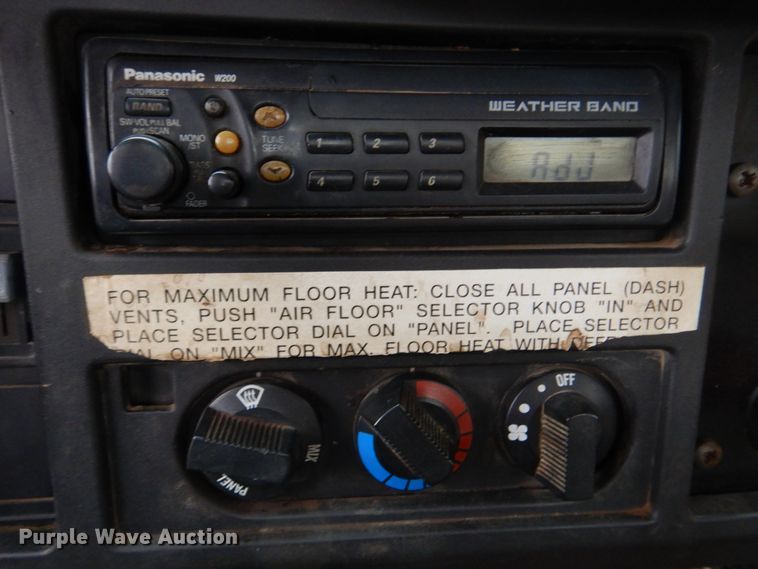 Panasonic W200
AUTO PRESET
BAND
WEATHER BAND
SW-VOL PULL BAL
PUSH SCAN
MONO
/ST
TUNE
1 2 3
4 5 6
FADER
Adj
FOR MAXIMUM FLOOR HEAT: CLOSE ALL PANEL (DASH)
VENTS, PUSH "AIR FLOOR" SELECTOR KNOB "IN" AND
PLACE SELECTOR DIAL ON "PANEL". PLACE SELECTOR
DIAL ON "MIX" FOR MAX. FLOOR HEAT WITH
OFF
MIX
PANEL
Purple Wave Auction